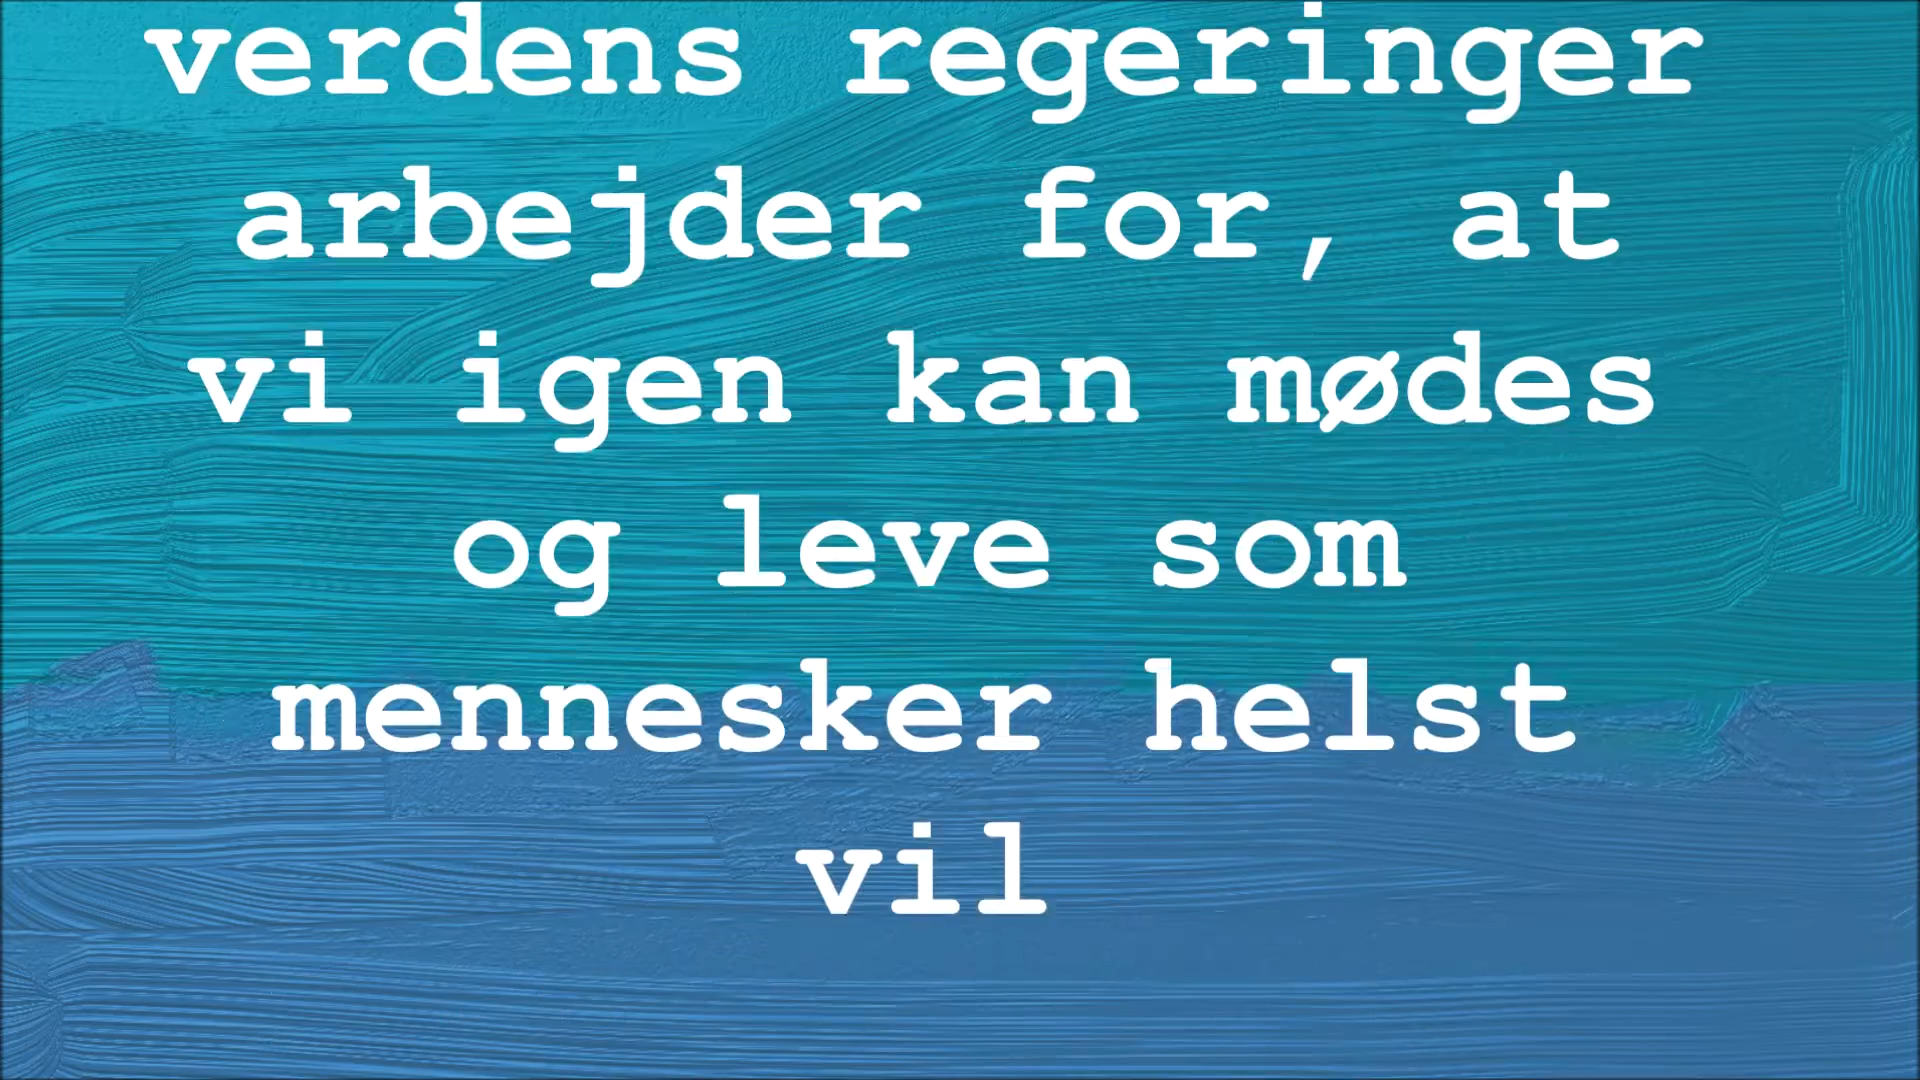 verdens regeringer
arbejder for, at
vi igen kan mødes
og leve som
mennesker helst
vil